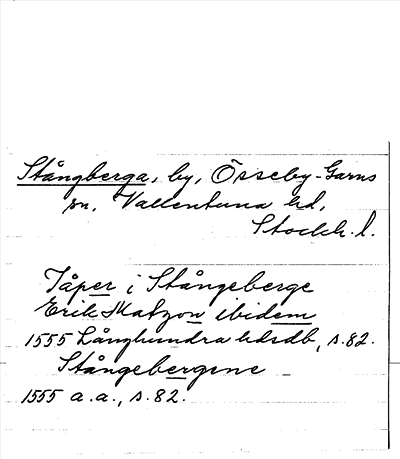 Stångberga, by, Össeby-Garns
sn, Vallentuna hd,
Stockh. l.
Tåper i Stångeberge
Erik Matzon ibidem
1555 Långhundra hdsdb, s. 82.
Stångebergene
1555 a.a., s. 82.